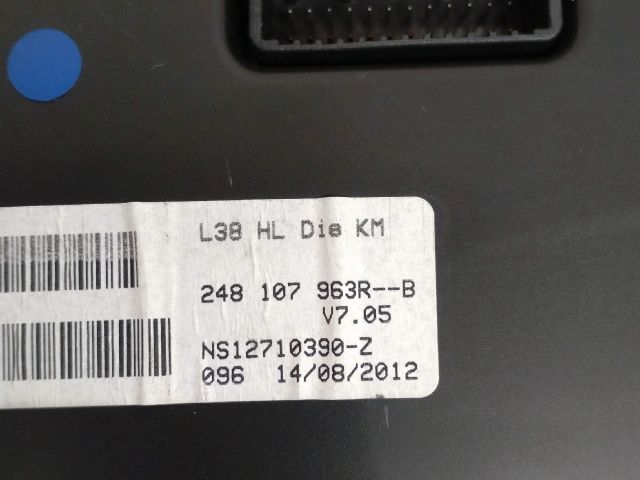 L38 HL Die KM
248 107 963R--B
V7.05
NS12710390-Z
096 14/08/2012